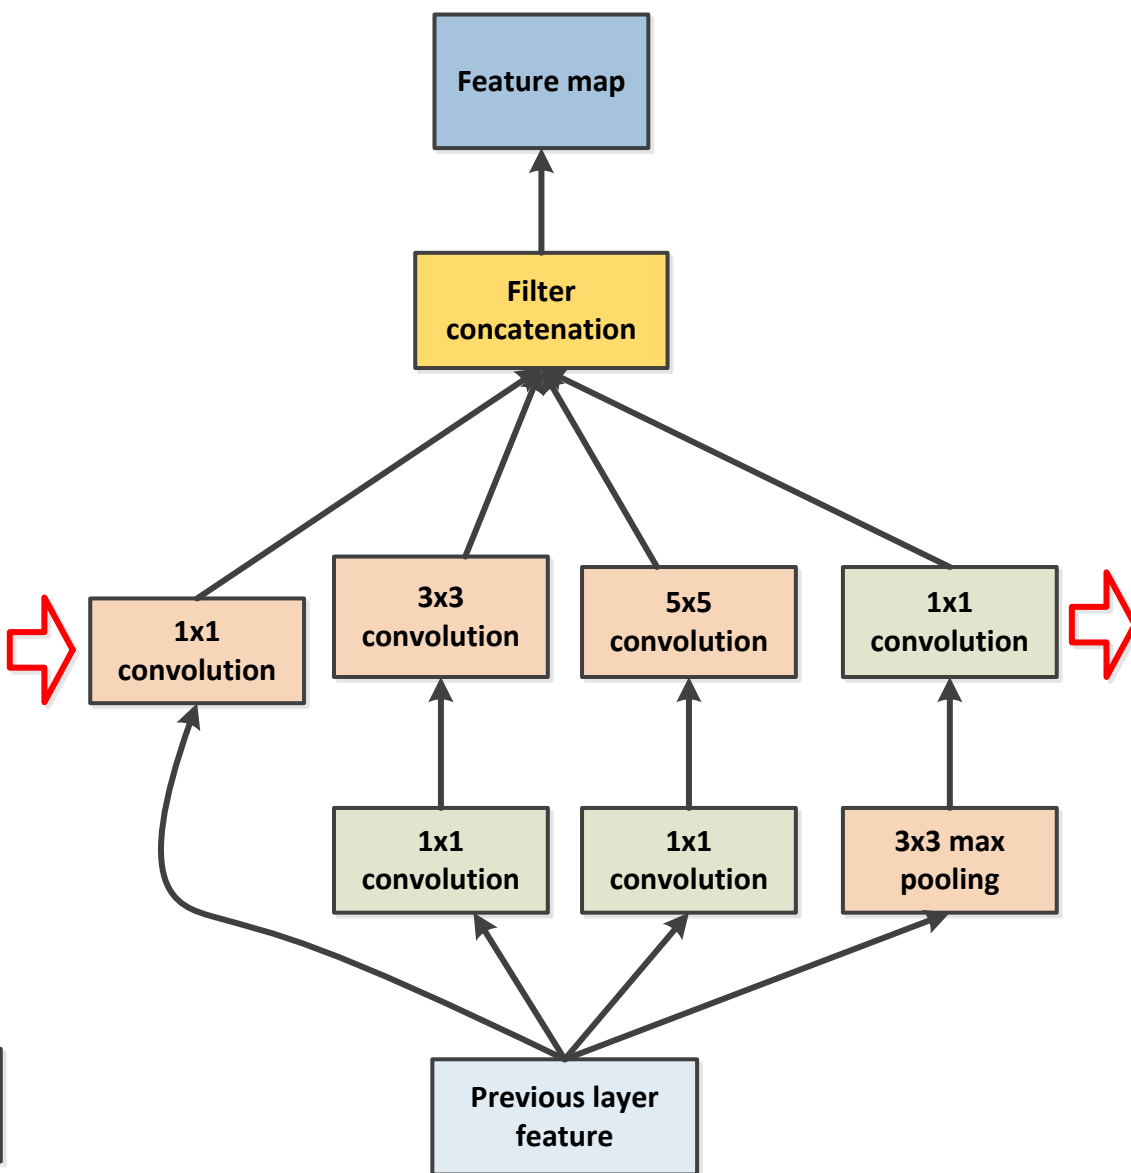 Feature map
Filter
concatenation
1x1
convolution
3x3
convolution
5x5
convolution
1x1
convolution
1x1
convolution
1x1
convolution
3x3 max
pooling
Previous layer
feature